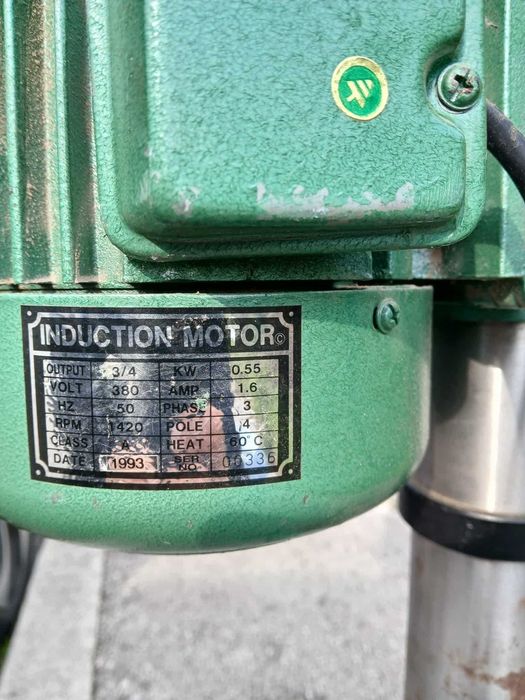 INDUCTION MOTOR©
OUTPUT 3/4 KW 0.55
VOLT 380 AMP 1.6
HZ 50 PHASE 3
RPM 1420 POLE 4
CLASS A HEAT 60°C
DATE 1993 SER NO 00336